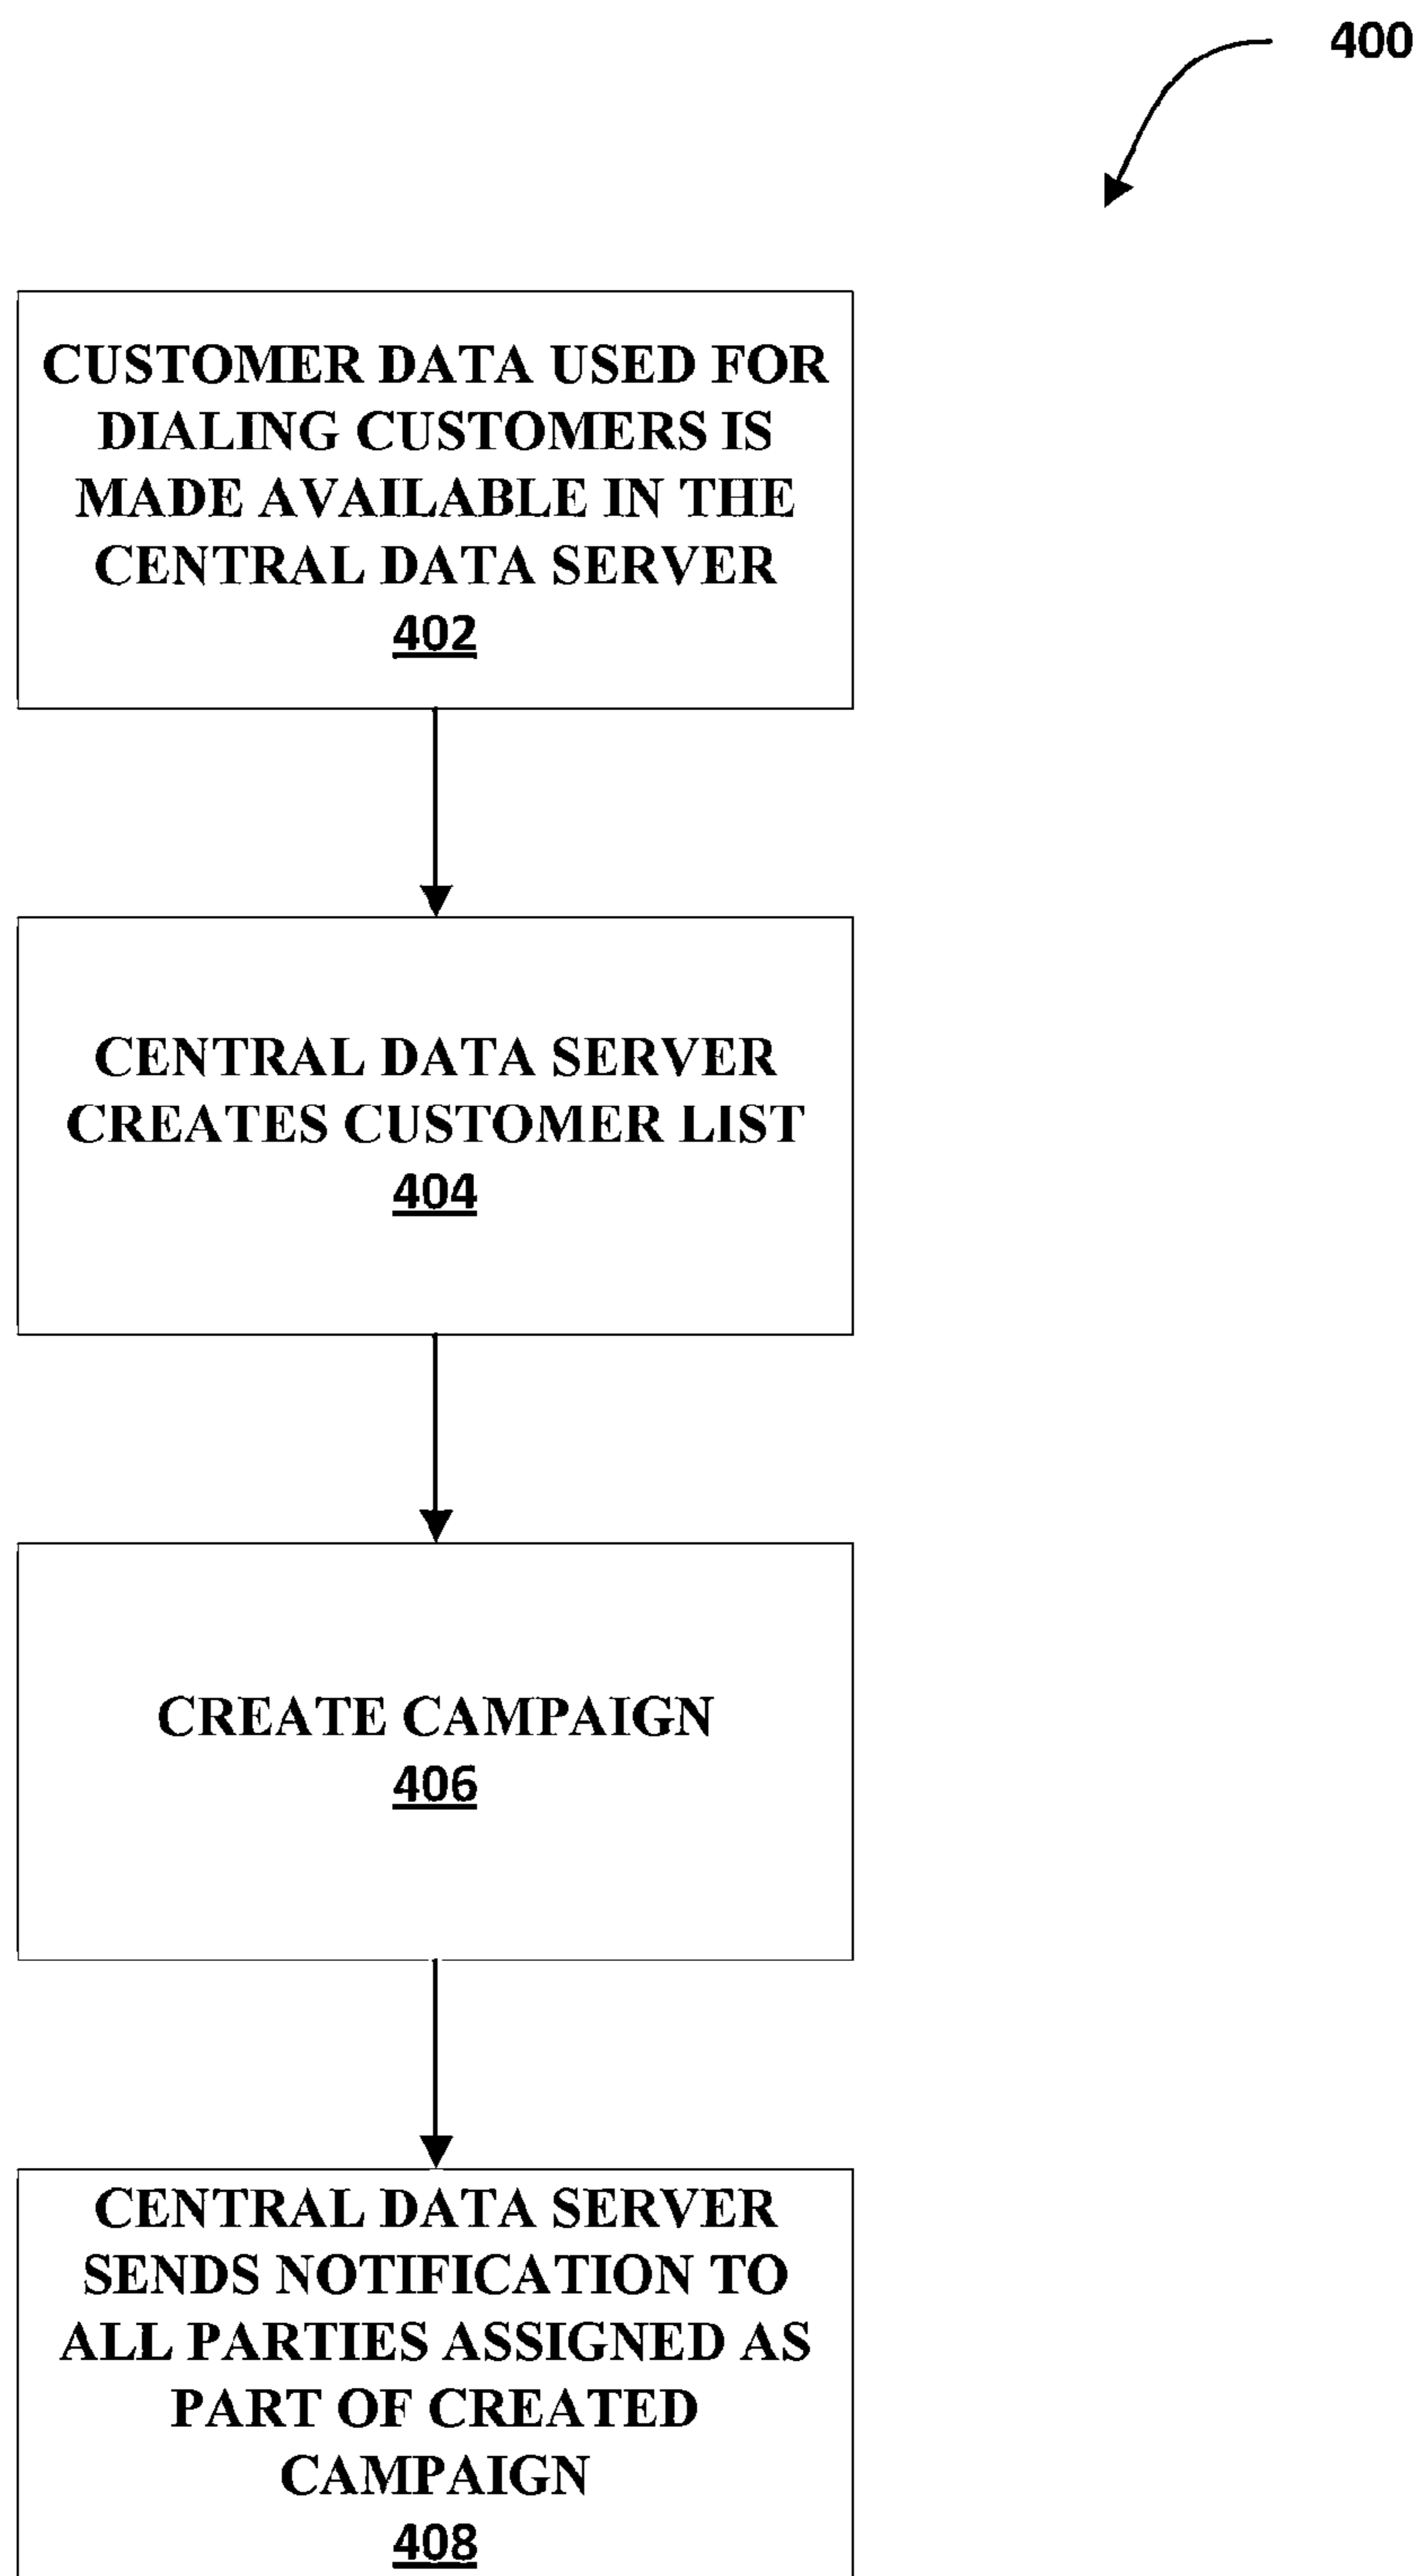 400
CUSTOMER DATA USED FOR
DIALING CUSTOMERS IS
MADE AVAILABLE IN THE
CENTRAL DATA SERVER
402
CENTRAL DATA SERVER
CREATES CUSTOMER LIST
404
CREATE CAMPAIGN
406
CENTRAL DATA SERVER
SENDS NOTIFICATION TO
ALL PARTIES ASSIGNED AS
PART OF CREATED
CAMPAIGN
408